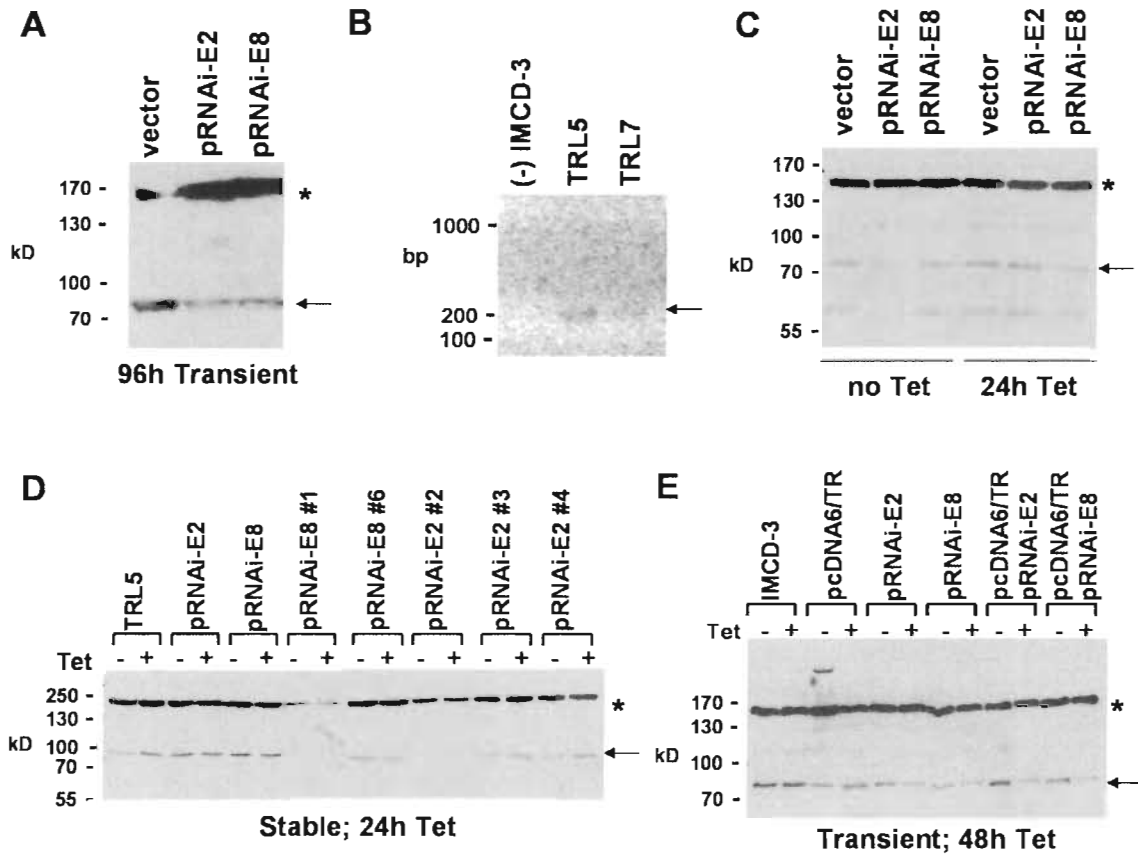 A
vector
pRNAi-E2
pRNAi-E8
170 -
130 -
kD
100 -
70 -
*
96h Transient
B
(-) IMCD-3
TRL5
TRL7
1000 -
bp
200 -
100 -
C
vector
pRNAi-E2
pRNAi-E8
vector
pRNAi-E2
pRNAi-E8
170 -
130 -
100 -
kD
70 -
55 -
*
no Tet
24h Tet
D
TRL5
pRNAi-E2
pRNAi-E8
pRNAi-E8 #1
pRNAi-E8 #6
pRNAi-E2 #2
pRNAi-E2 #3
pRNAi-E2 #4
Tet - + - + - + - + - + - + - + - +
250 -
130 -
kD
100 -
70 -
55 -
*
Stable; 24h Tet
E
IMCD-3
pcDNA6/TR
pRNAi-E2
pRNAi-E8
pcDNA6/TR
pRNAi-E2
pcDNA6/TR
pRNAi-E8
Tet - + - + - + - + - + - +
170 -
130 -
kD
100 -
70 -
*
Transient; 48h Tet